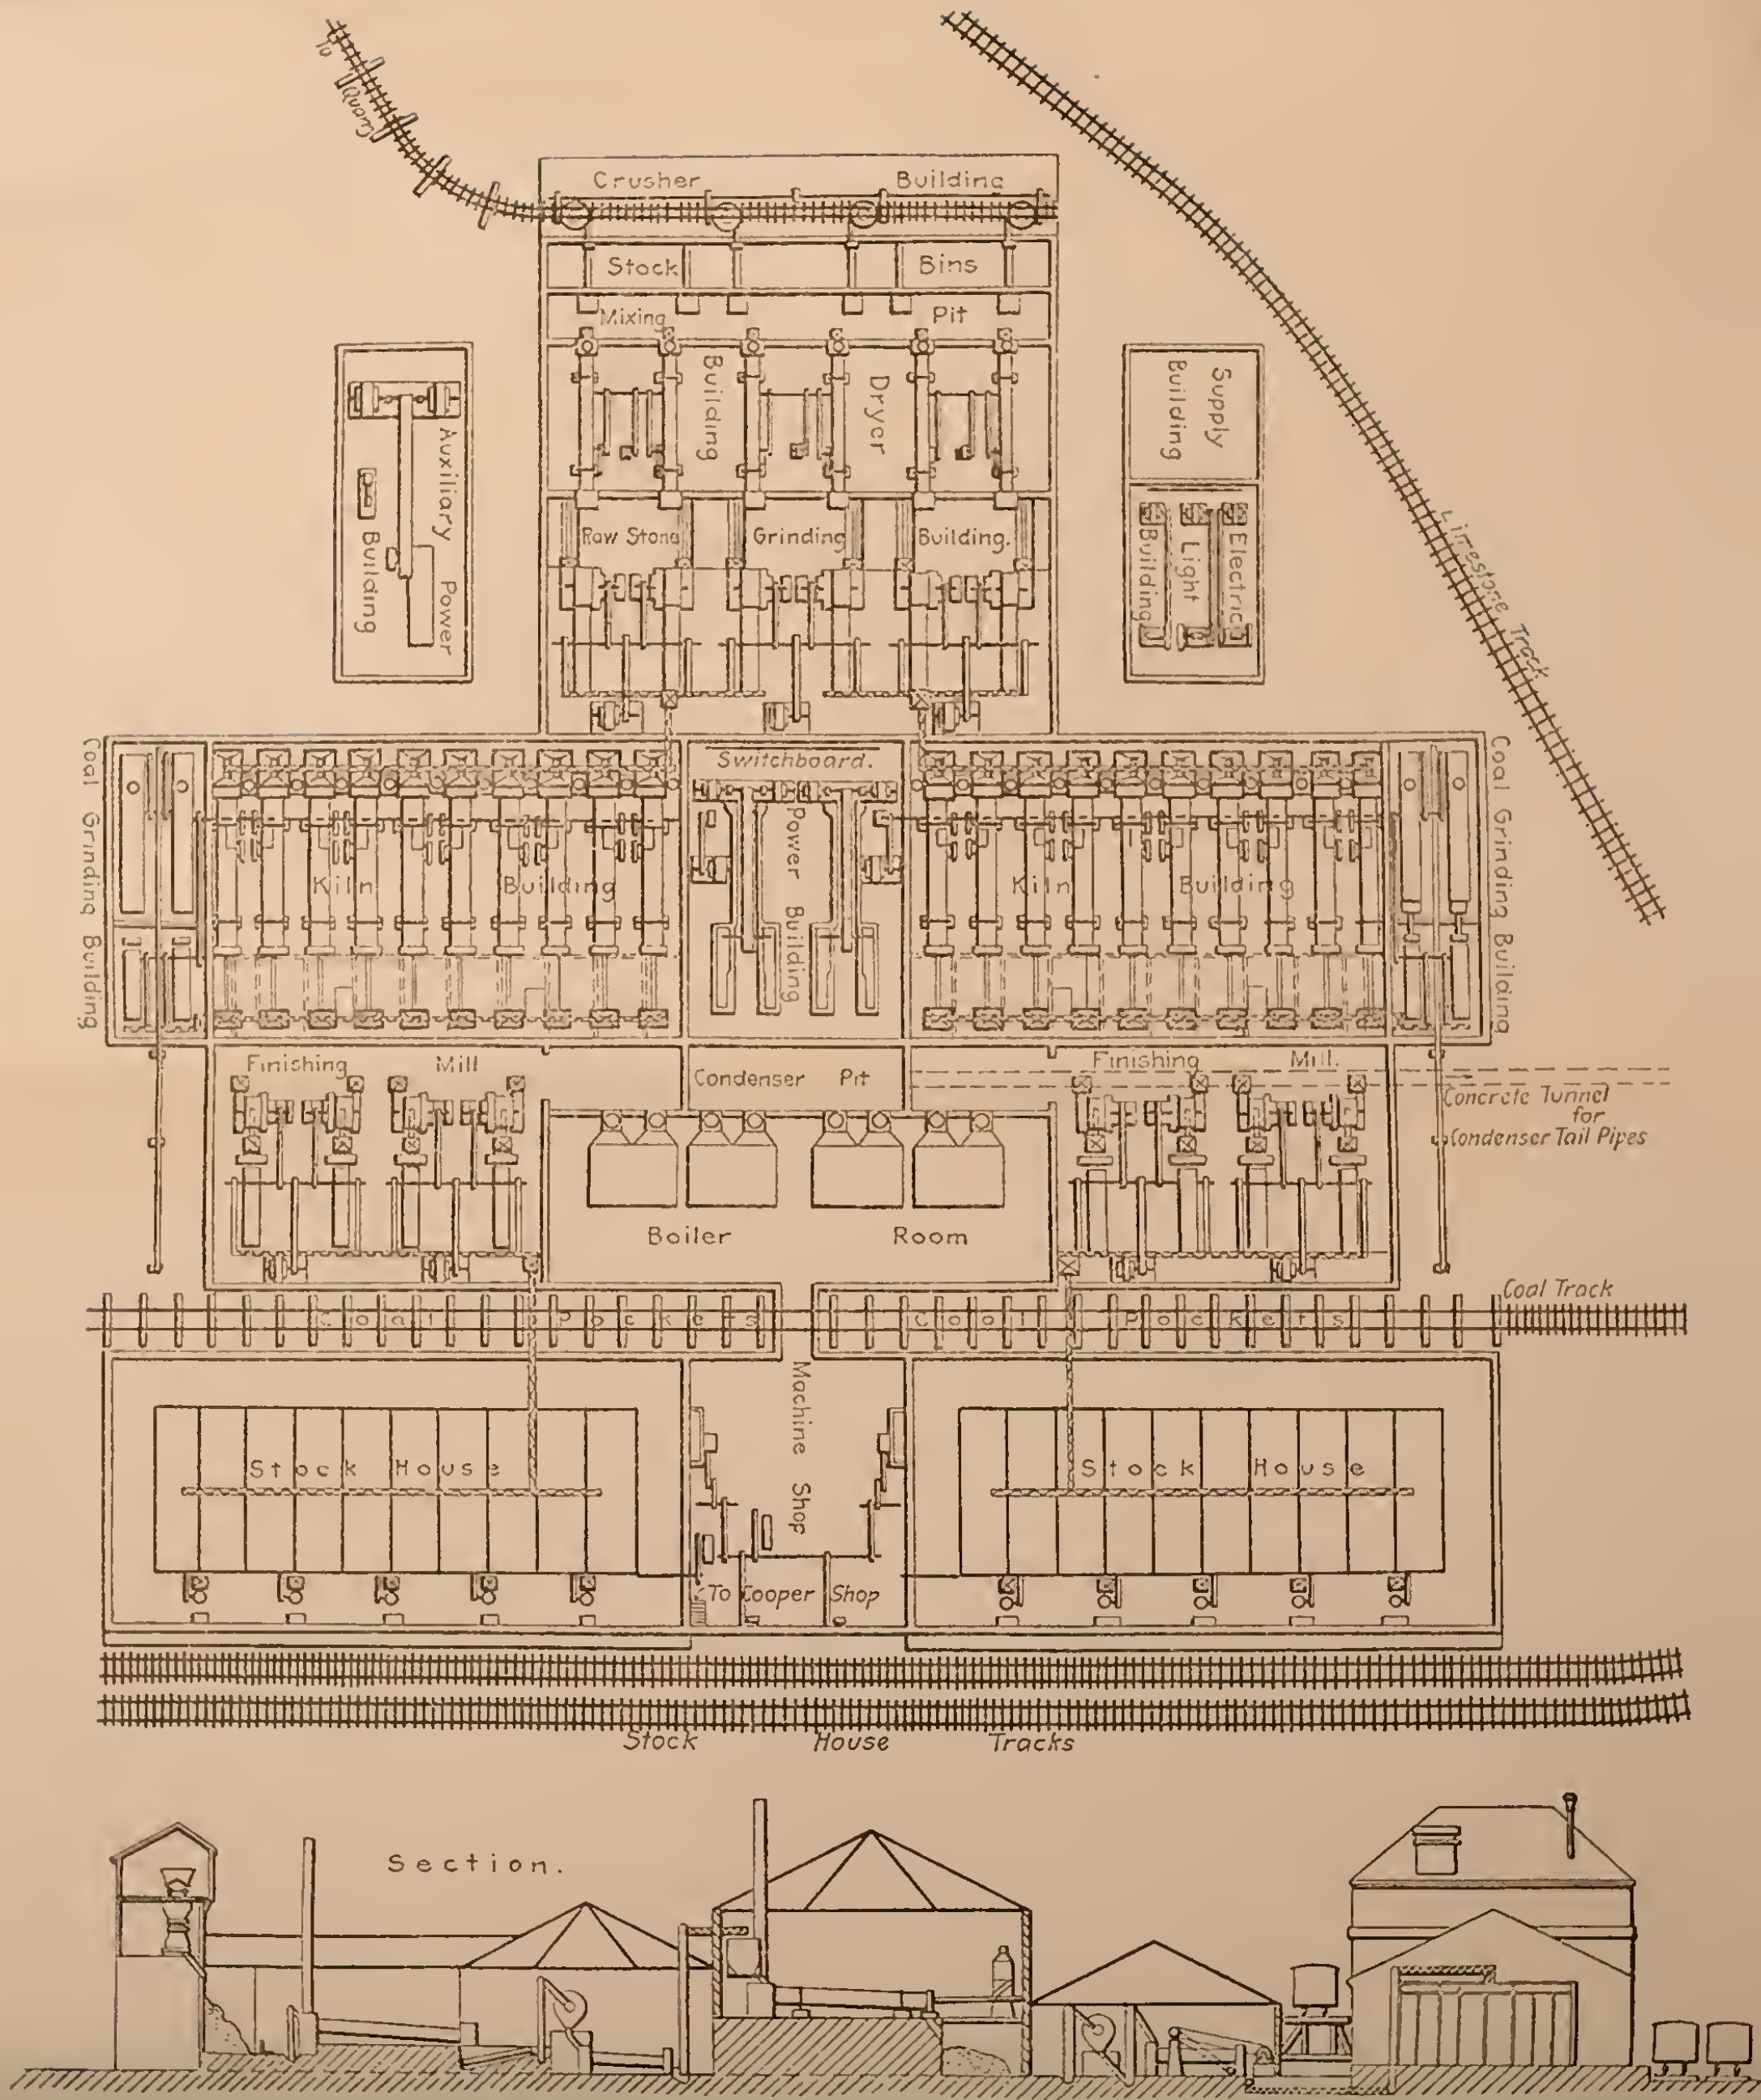 To Quarry
Crusher Building
Stock Bins
Mixing Pit
Dryer
Building
Supply
Building
Auxiliary Power
Building
Raw Stone Grinding Building.
Electric
Light
Building
Limestone Track
Coal Grinding Building
Kiln Building
Switchboard.
Power Building
Kiln Building
Coal Grinding Building
Finishing Mill
Condenser Pit
Finishing Mill.
Concrete Tunnel
for
Condenser Tail Pipes
Boiler Room
Coal Track
Coal Pockets
Coal Pockets
Machine Shop
Stock House
Stock House
To Cooper Shop
Stock House Tracks
Section.